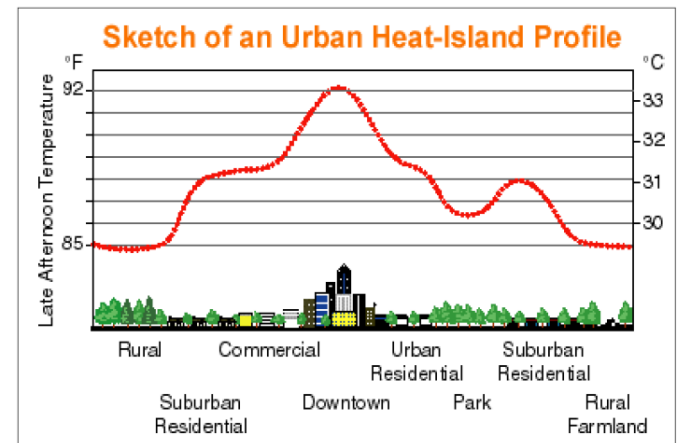 Sketch of an Urban Heat-Island Profile
°F
°C
92
85
33
32
31
30
Late Afternoon Temperature
Rural
Commercial
Urban
Residential
Suburban
Residential
Suburban
Residential
Downtown
Park
Rural
Farmland